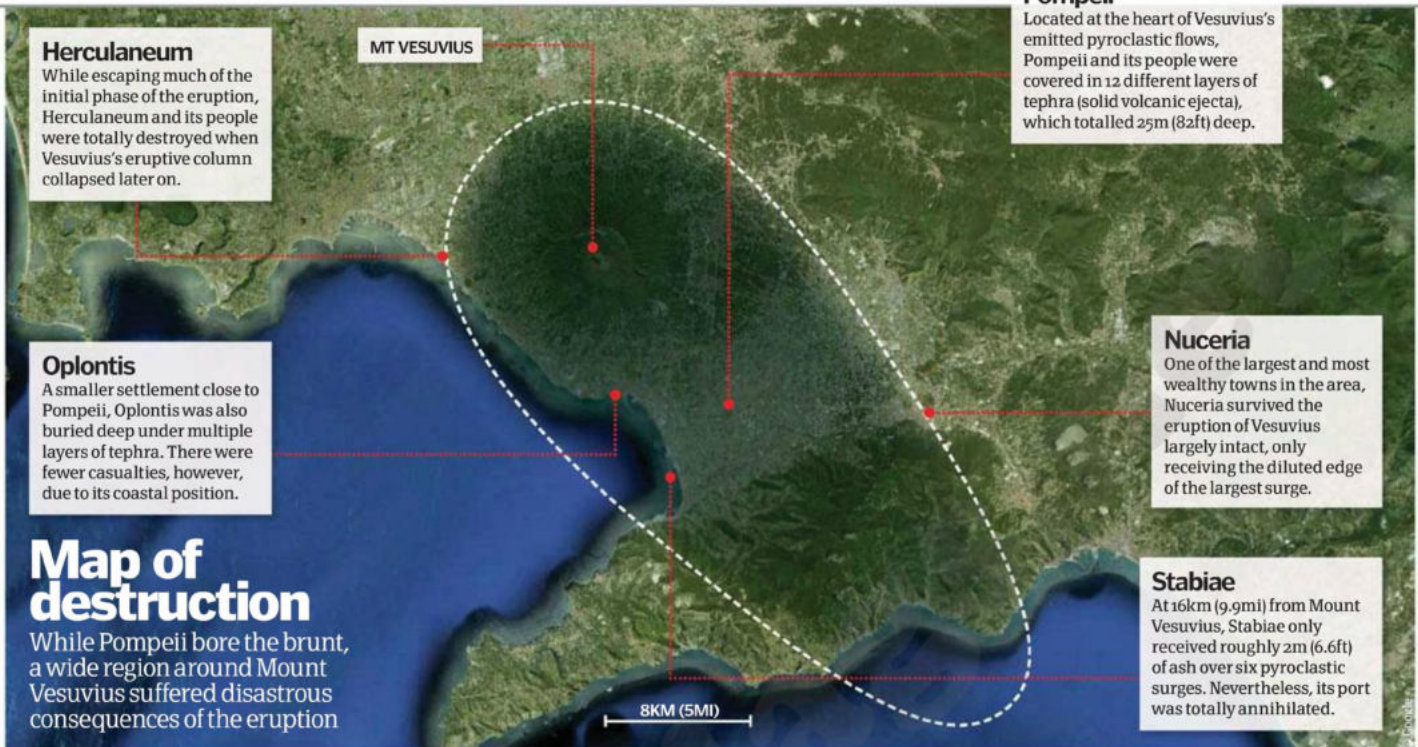 Herculaneum
While escaping much of the
initial phase of the eruption,
Herculaneum and its people
were totally destroyed when
Vesuvius's eruptive column
collapsed later on.
MT VESUVIUS
Pompeii
Located at the heart of Vesuvius's
emitted pyroclastic flows,
Pompeii and its people were
covered in 12 different layers of
tephra (solid volcanic ejecta),
which totalled 25m (82ft) deep.
Oplontis
A smaller settlement close to
Pompeii, Oplontis was also
buried deep under multiple
layers of tephra. There were
fewer casualties, however,
due to its coastal position.
Nuceria
One of the largest and most
wealthy towns in the area,
Nuceria survived the
eruption of Vesuvius
largely intact, only
receiving the diluted edge
of the largest surge.
Map of
destruction
While Pompeii bore the brunt,
a wide region around Mount
Vesuvius suffered disastrous
consequences of the eruption
Stabiae
At 16km (9.9mi) from Mount
Vesuvius, Stabiae only
received roughly 2m (6.6ft)
of ash over six pyroclastic
surges. Nevertheless, its port
was totally annihilated.
8KM (5MI)